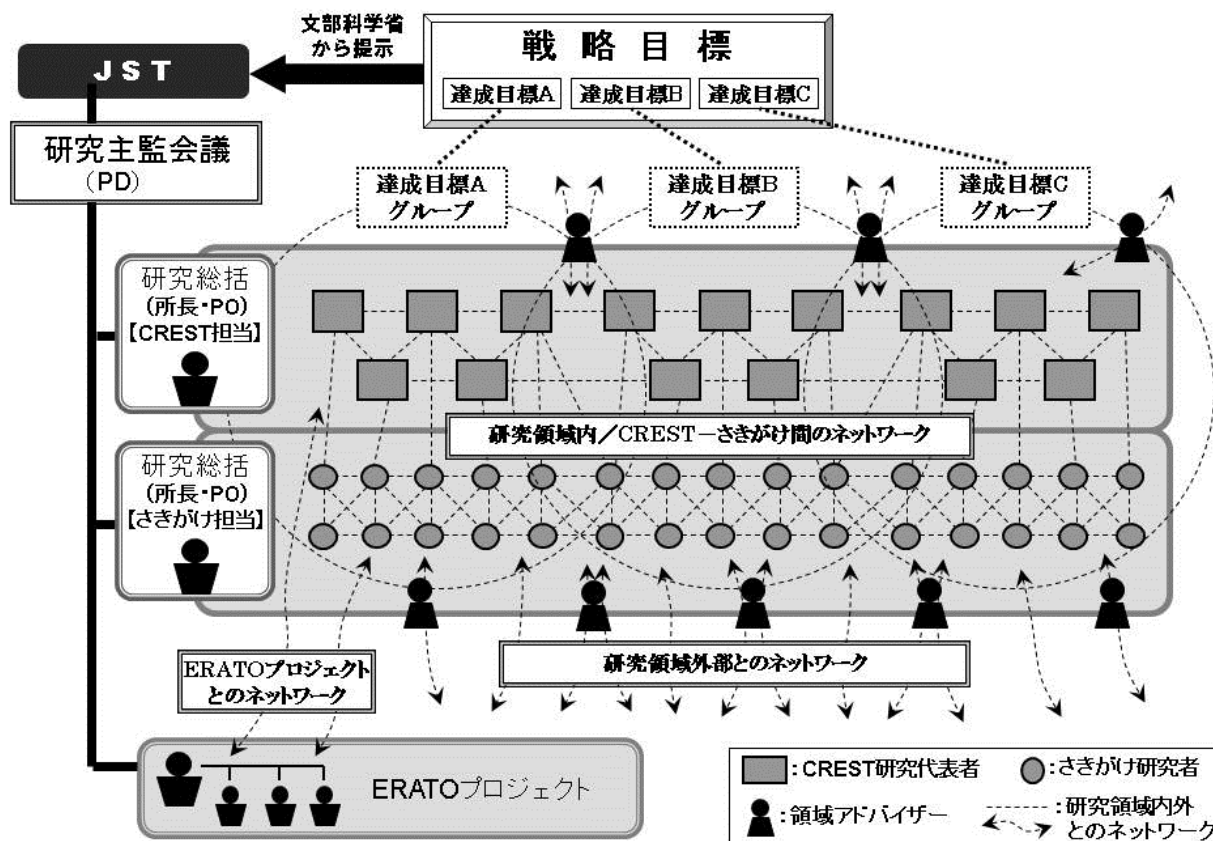 文部科学省
から提示
戦略目標
JST
達成目標A
達成目標B
達成目標C
研究主監会議
(PD)
達成目標A
グループ
達成目標B
グループ
達成目標C
グループ
研究総括
(所長・PO)
【CREST担当】
研究領域内／CREST－さきがけ間のネットワーク
研究総括
(所長・PO)
【さきがけ担当】
ERATOプロジェクト
とのネットワーク
研究領域外部とのネットワーク
ERATOプロジェクト
:CREST研究代表者
:さきがけ研究者
:領域アドバイザー
:研究領域内外
とのネットワーク